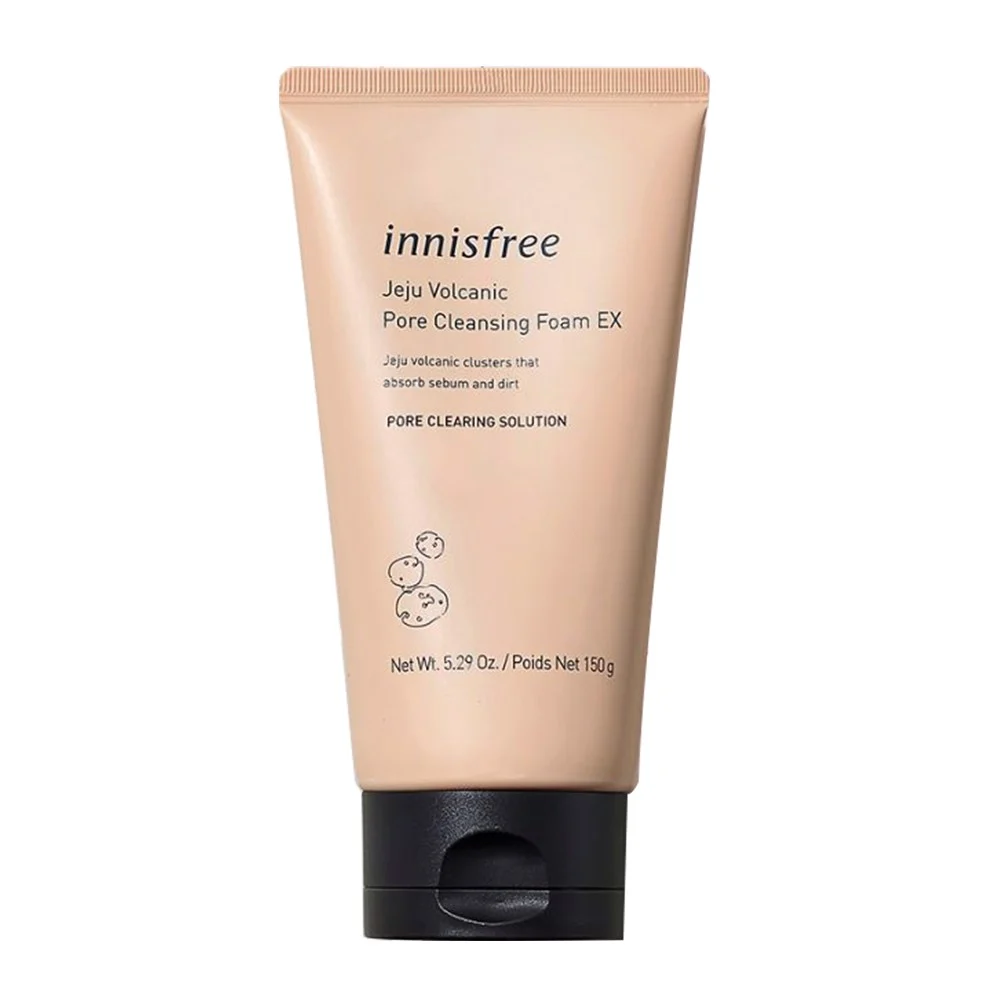 innisfree
Jeju Volcanic
Pore Cleansing Foam EX
Jeju volcanic clusters that
absorb sebum and dirt
PORE CLEARING SOLUTION
Net Wt. 5.29 Oz. / Poids Net 150 g